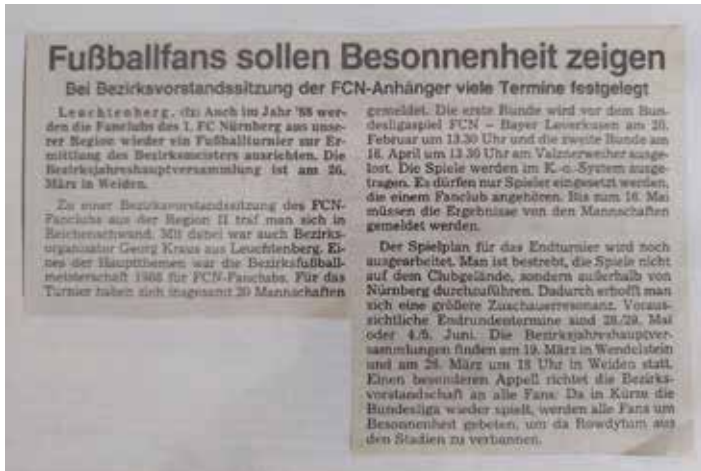 Fußballfans sollen Besonnenheit zeigen
Bei Bezirksvorstandssitzung der FCN-Anhänger viele Termine festgelegt
Leuchtenberg. Auch im Jahr '88 wer-
den die Fanclubs des 1. FC Nürnberg aus unse-
rer Region wieder ein Fußballturnier zur Er-
mittlung des Bezirksmeisters ausrichten. Die
Bezirksjahreshauptversammlung ist am 26.
März in Weiden.
Zu einer Bezirksvorstandssitzung des FCN-
Fanclubs aus der Region II traf man sich in
Reichenschwand. Mit dabei war auch Bezirks-
organisator Georg Kraus aus Leuchtenberg. Ei-
nes der Hauptthemen war die Bezirksfußball-
meisterschaft 1988 für FCN-Fanclubs. Für das
Turnier haben sich insgesamt 20 Mannschaften
gemeldet. Die erste Runde wird vor dem Bun-
desligaspiel FCN – Bayer Leverkusen am 20.
Februar um 13.30 Uhr und die zweite Runde am
16. April um 13.30 Uhr am Valznerweiher ausge-
lost. Die Spiele werden im K.-o.-System ausge-
tragen. Es dürfen nur Spieler eingesetzt werden,
die einem Fanclub angehören. Bis zum 16. Mai
müssen die Ergebnisse von den Mannschaften
gemeldet werden.
Der Spielplan für das Endturnier wird noch
ausgearbeitet. Man ist bestrebt, die Spiele nicht
auf dem Clubgelände, sondern außerhalb von
Nürnberg durchzuführen. Dadurch erhofft man
sich eine größere Zuschauerresonanz. Voraus-
sichtliche Endrundentermine sind 28./29. Mai
oder 4./5. Juni. Die Bezirksjahreshauptver-
sammlungen finden am 19. März in Wendelstein
und am 26. März um 18 Uhr in Weiden statt.
Einen besonderen Appell richtet die Bezirks-
vorstandschaft an alle Fans: Da in Kürze die
Bundesliga wieder spielt, werden alle Fans um
Besonnenheit gebeten, um da Rowdytum aus
den Stadien zu verbannen.